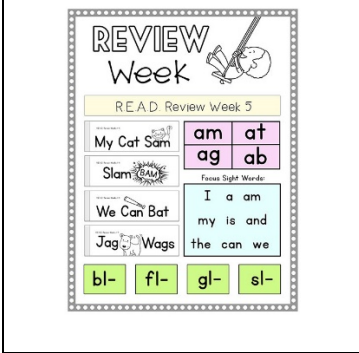 REVIEW
Week
R.E.A.D. Review Week 5
My Cat Sam
Slam BAM
We Can Bat
Jag Wags
am at
ag ab
Focus Sight Words:
I a am
my is and
the can we
bl- fl- gl- sl-